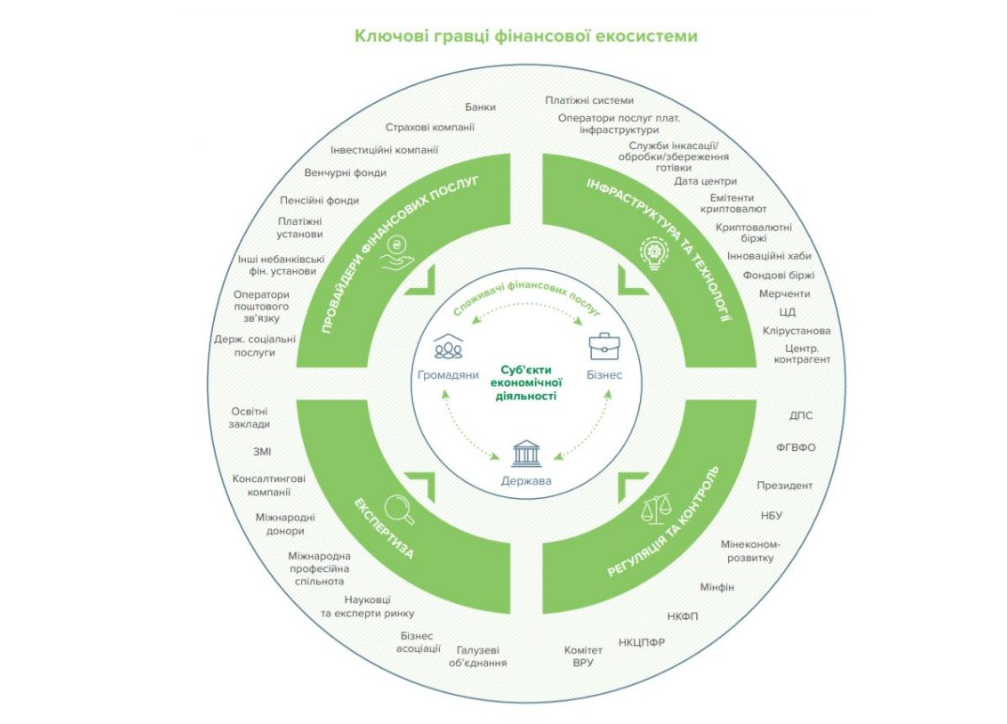 Ключові гравці фінансової екосистеми
Банки
Страхові компанії
Інвестиційні компанії
Венчурні фонди
Пенсійні фонди
Платіжні
установи
Інші небанківські
фін. установи
Оператори
поштового
зв'язку
Держ. соціальні
послуги
ПРОВАЙДЕРИ ФІНАНСОВИХ ПОСЛУГ
Платіжні системи
Оператори послуг плат.
інфраструктури
Служби інкасації/
обробки/збереження
готівки
Дата центри
Емітенти
криптовалют
Криптовалютні
біржі
Інноваційні хаби
Фондові біржі
Мерченти
ЦД
Клірустанова
Центр.
контрагент
ІНФРАСТРУКТУРА ТА ТЕХНОЛОГІЇ
Споживачі фінансових послуг
Громадяни
Суб'єкти
економічної
діяльності
Бізнес
Держава
Освітні
заклади
ЗМІ
Консалтингові
компанії
Міжнародні
донори
Міжнародна
професійна
спільнота
Науковці
та експерти ринку
Бізнес
асоціації
Галузеві
об'єднання
ЕКСПЕРТИЗА
ДПС
ФГВФО
Президент
НБУ
Мінеконом-
розвитку
Мінфін
НКФП
НКЦПФР
Комітет
ВРУ
РЕГУЛЯЦІЯ ТА КОНТРОЛЬ